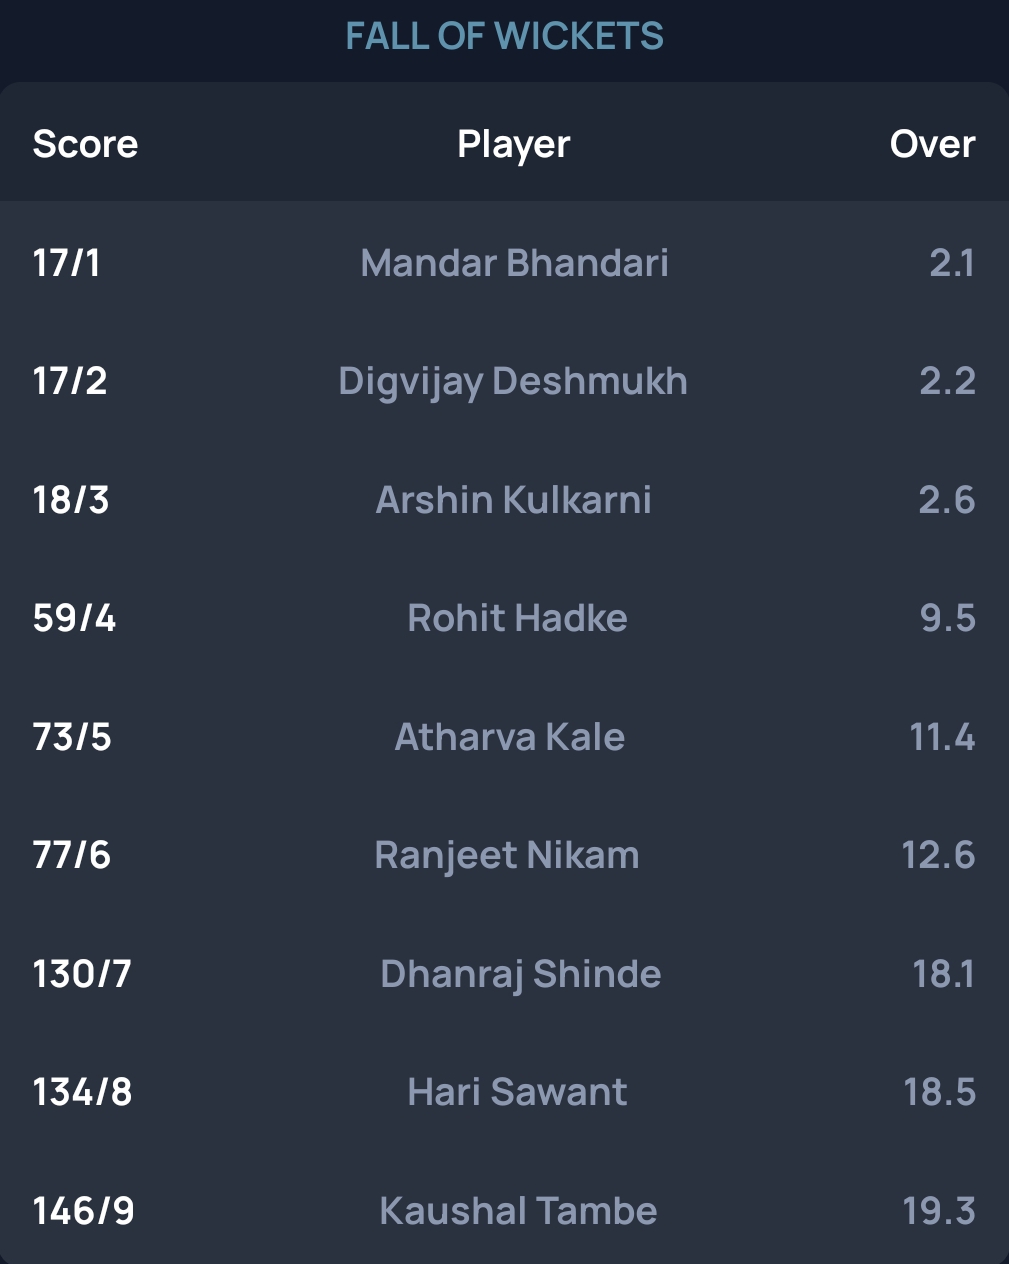 FALL OF WICKETS
Score Player Over
17/1 Mandar Bhandari 2.1
17/2 Digvijay Deshmukh 2.2
18/3 Arshin Kulkarni 2.6
59/4 Rohit Hadke 9.5
73/5 Atharva Kale 11.4
77/6 Ranjeet Nikam 12.6
130/7 Dhanraj Shinde 18.1
134/8 Hari Sawant 18.5
146/9 Kaushal Tambe 19.3